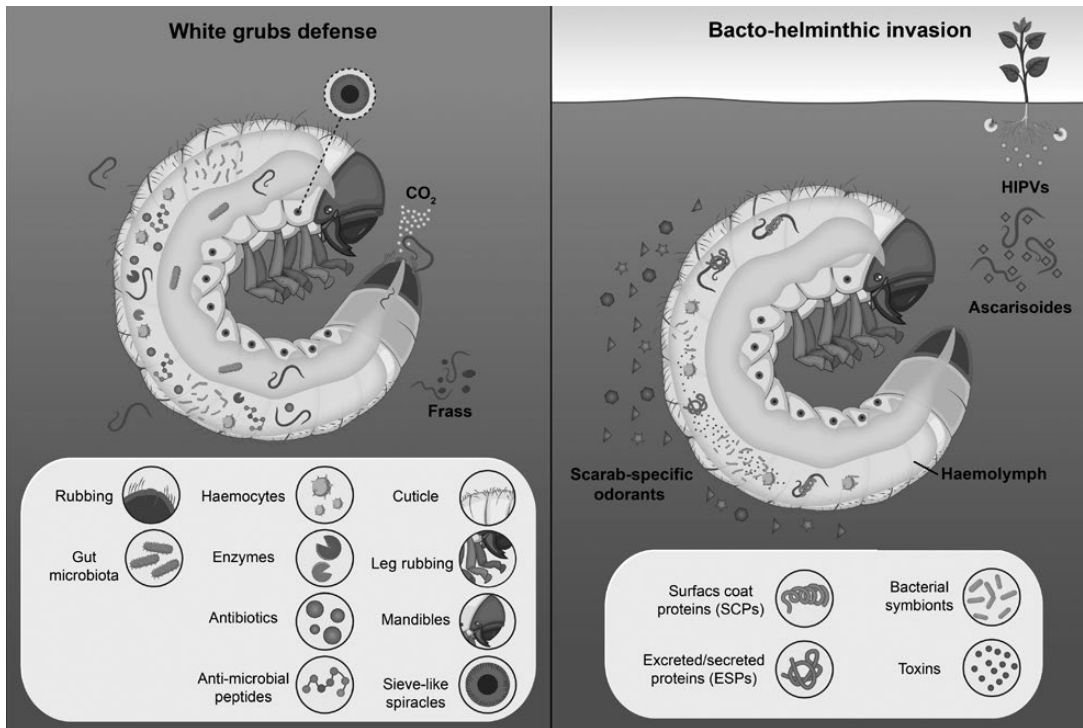 White grubs defense
CO₂
Frass
Rubbing
Haemocytes
Cuticle
Gut
microbiota
Enzymes
Leg rubbing
Antibiotics
Mandibles
Anti-microbial
peptides
Sieve-like
spiracles
Bacto-helminthic invasion
HIPVs
Ascarisoides
Scarab-specific
odorants
Haemolymph
Surfacs coat
proteins (SCPs)
Bacterial
symbionts
Excreted/secreted
proteins (ESPs)
Toxins